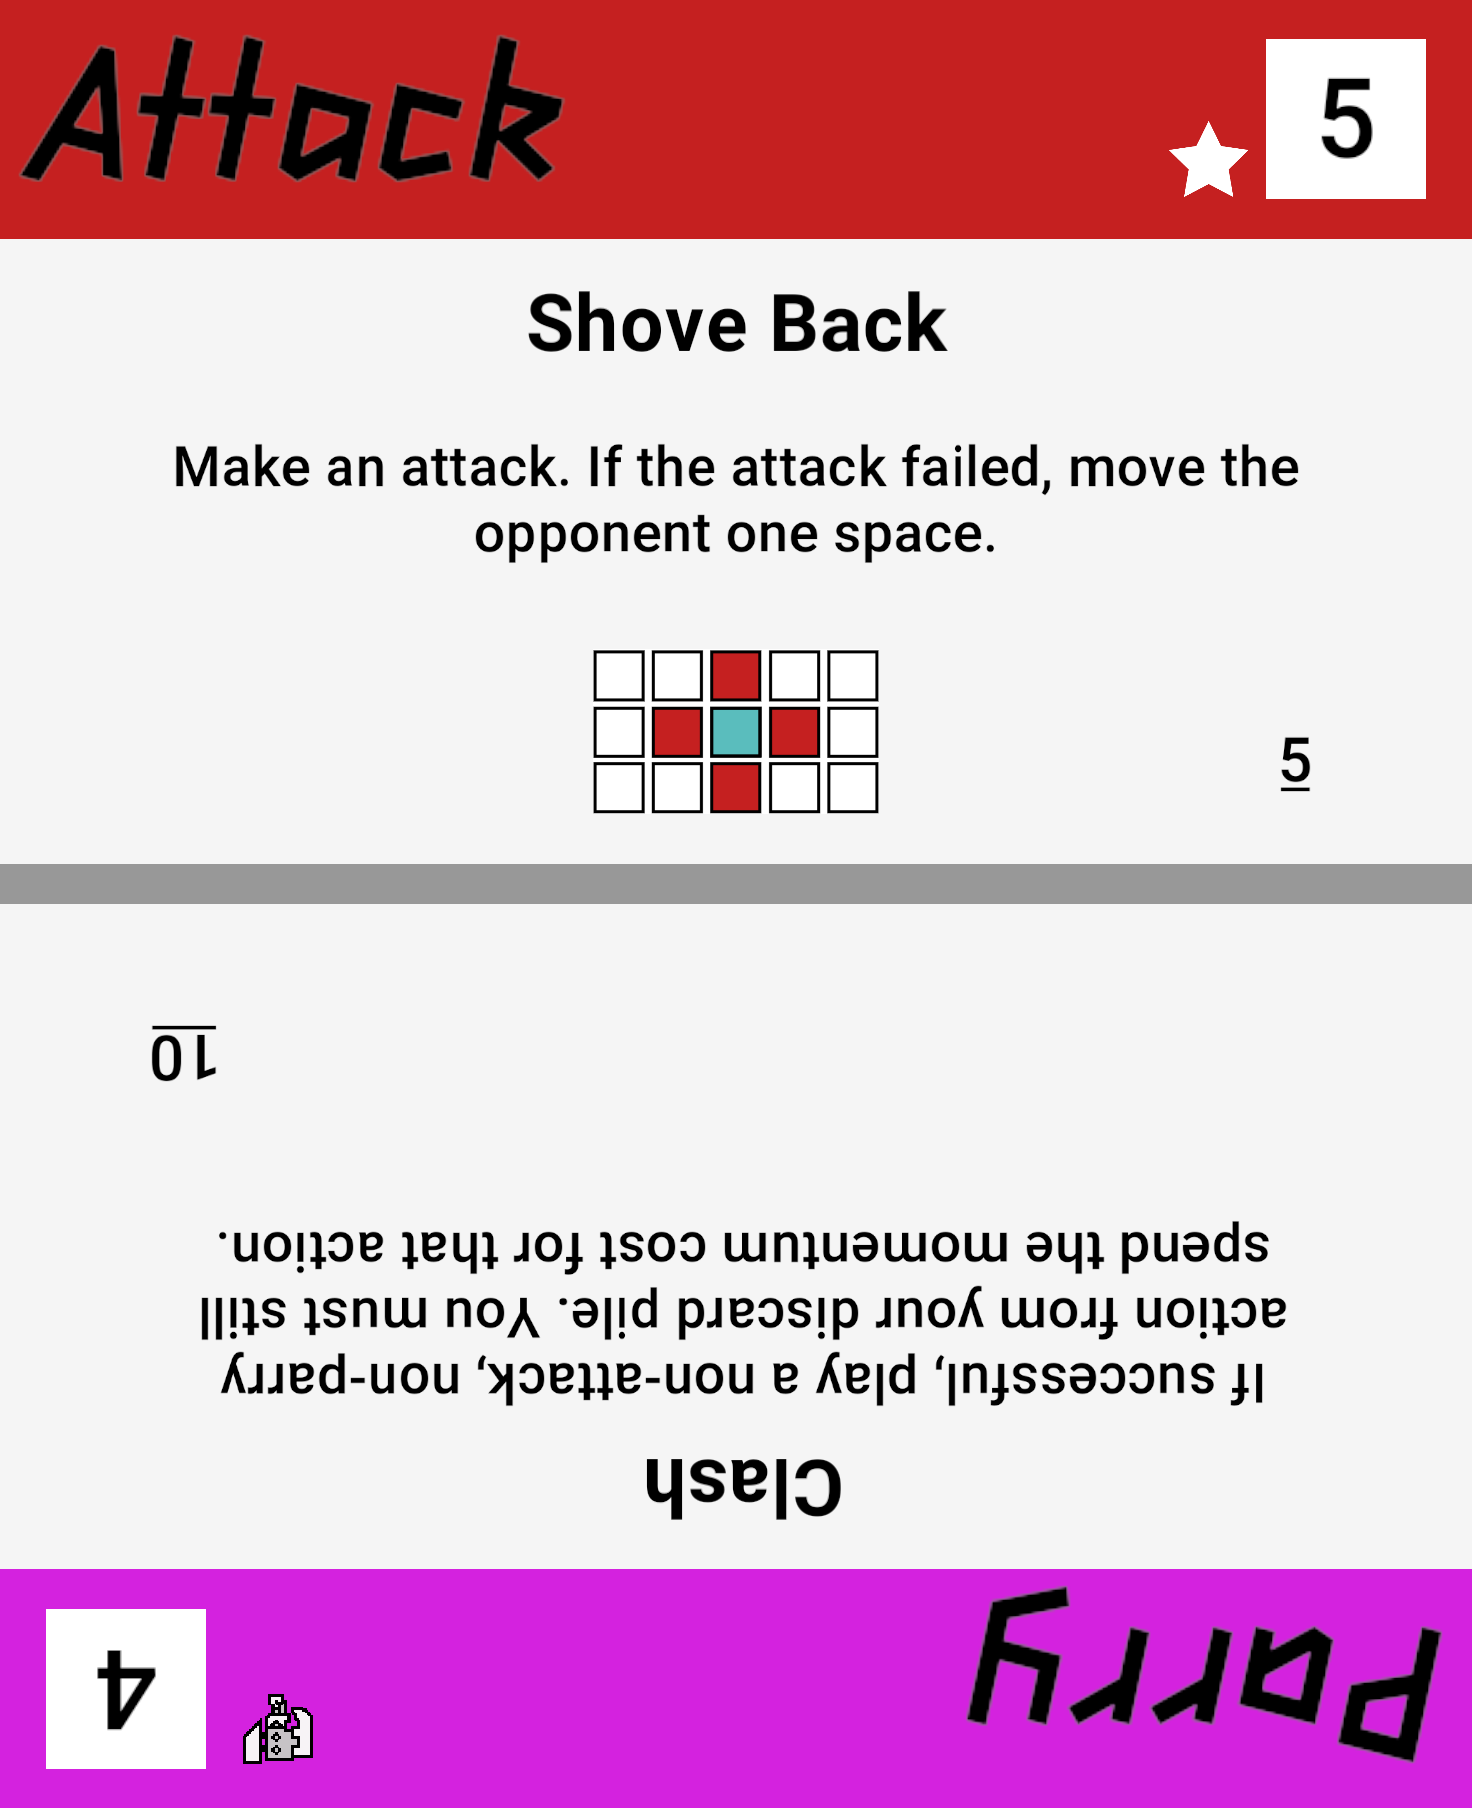 Attack
5
Shove Back
Make an attack. If the attack failed, move the
opponent one space.
5
Parry
4
Clash
If successful, play a non-attack, non-parry
action from your discard pile. You must still
spend the momentum cost for that action.
10